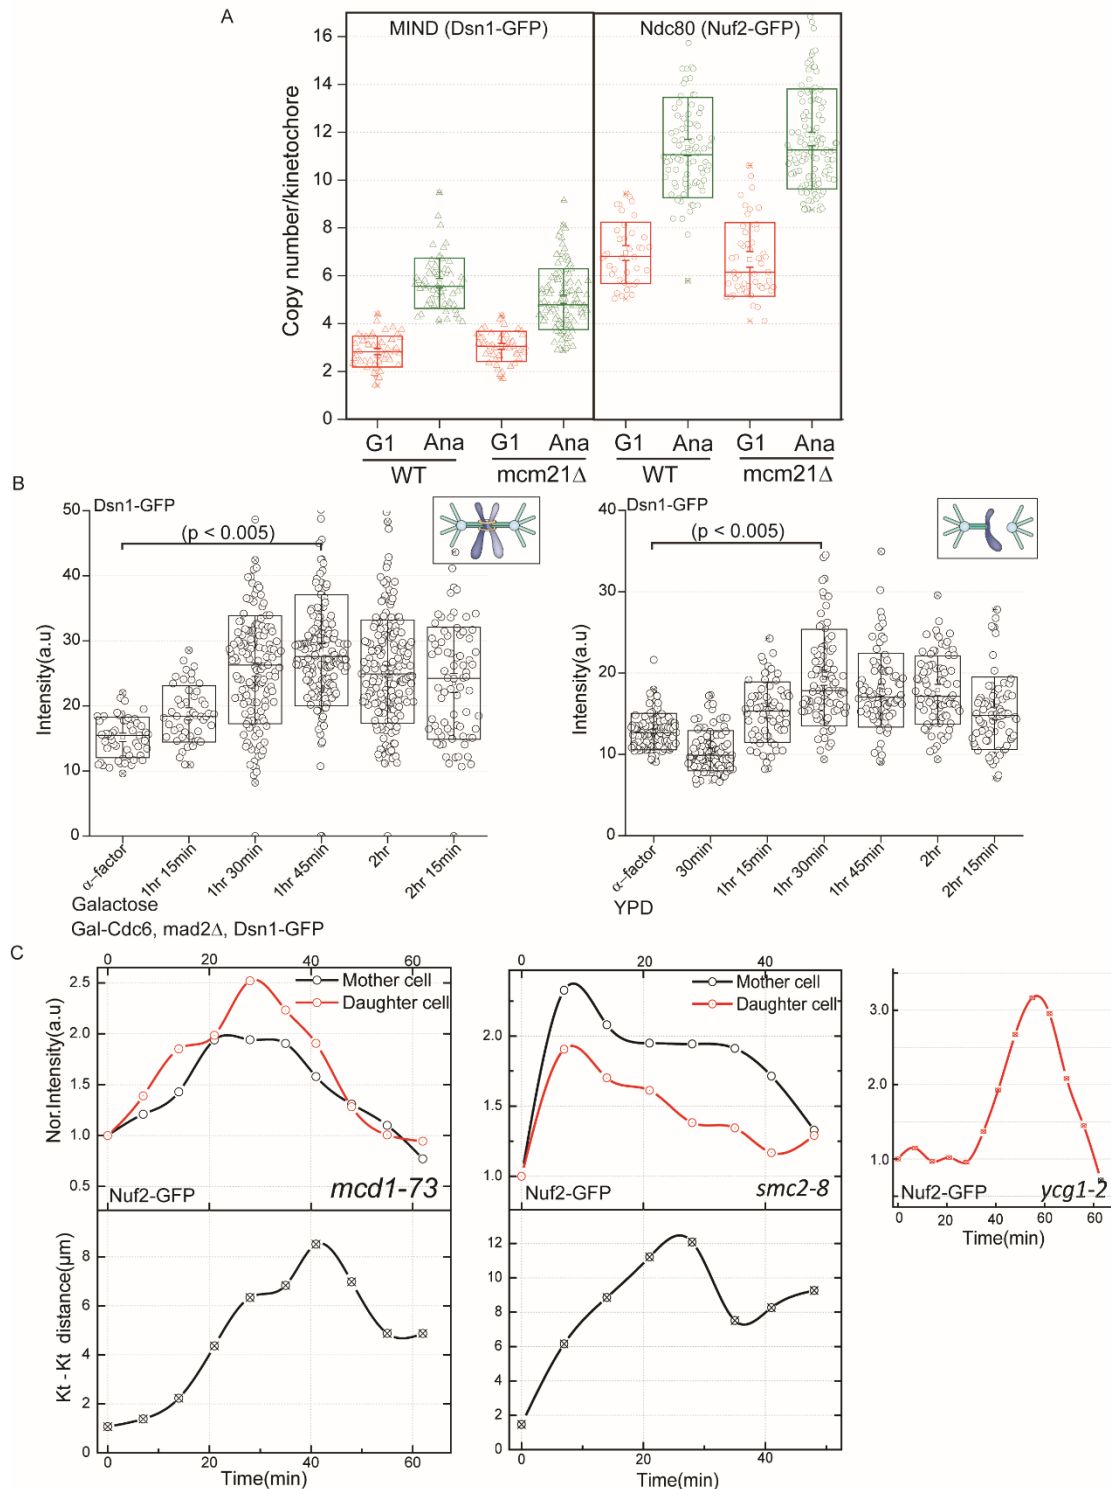 A
MIND (Dsn1-GFP)
Ndc80 (Nuf2-GFP)
Copy number/kinetochore
16
14
12
10
8
6
4
2
0
G1 Ana G1 Ana G1 Ana G1 Ana
WT mcm21Δ WT mcm21Δ
B
Dsn1-GFP
(p < 0.005)
Intensity(a.u)
50
40
30
20
10
0
α-factor
1hr 15min
1hr 30min
1hr 45min
2hr
2hr 15min
Galactose
Gal-Cdc6, mad2Δ, Dsn1-GFP
Dsn1-GFP
(p < 0.005)
Intensity(a.u)
40
30
20
10
0
α-factor
30min
1hr 15min
1hr 30min
1hr 45min
2hr
2hr 15min
YPD
C
0 20 40 60
Mother cell
Daughter cell
Nor.Intensity(a.u)
2.5
2.0
1.5
1.0
0.5
Nuf2-GFP
mcd1-73
Kt -Kt distance(µm)
8
6
4
2
0
0 20 40 60
Time(min)
0 20 40
Mother cell
Daughter cell
2.0
1.5
1.0
Nuf2-GFP
smc2-8
12
10
8
6
4
2
0
0 20 40
Time(min)
3.0
2.0
1.0
Nuf2-GFP
ycg1-2
0 20 40 60
Time(min)